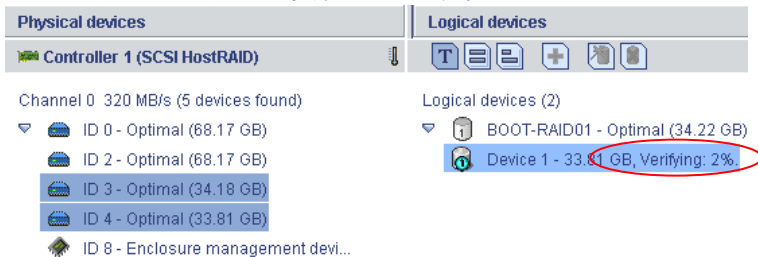 Physical devices
Logical devices
Controller 1 (SCSI HostRAID)
T
Channel 0 320 MB/s (5 devices found)
ID 0 - Optimal (68.17 GB)
ID 2 - Optimal (68.17 GB)
ID 3 - Optimal (34.18 GB)
ID 4 - Optimal (33.81 GB)
ID 8 - Enclosure management devi...
Logical devices (2)
1 BOOT-RAID01 - Optimal (34.22 GB)
1 Device 1 - 33.81 GB, Verifying: 2%.